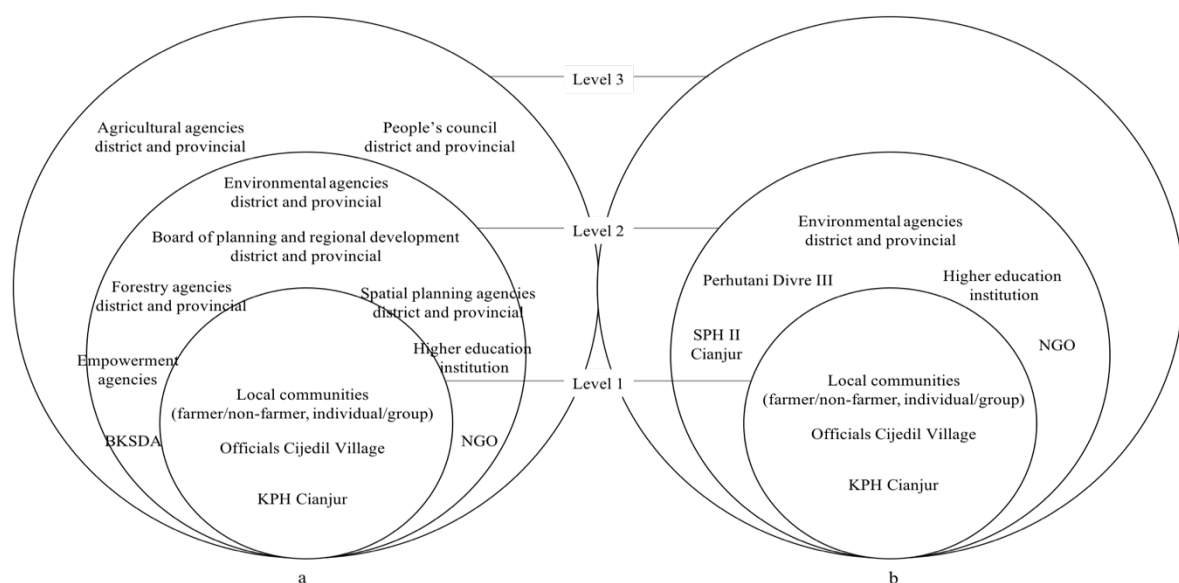 Level 3
Agricultural agencies
district and provincial
People's council
district and provincial
Environmental agencies
district and provincial
Level 2
Board of planning and regional development
district and provincial
Forestry agencies
district and provincial
Spatial planning agencies
district and provincial
Empowerment
agencies
Higher education
institution
Level 1
Local communities
(farmer/non-farmer, individual/group)
BKSDA
Officials Cijedil Village
NGO
KPH Cianjur
a
Environmental agencies
district and provincial
Perhutani Divre III
Higher education
institution
SPH II
Cianjur
NGO
Local communities
(farmer/non-farmer, individual/group)
Officials Cijedil Village
KPH Cianjur
b